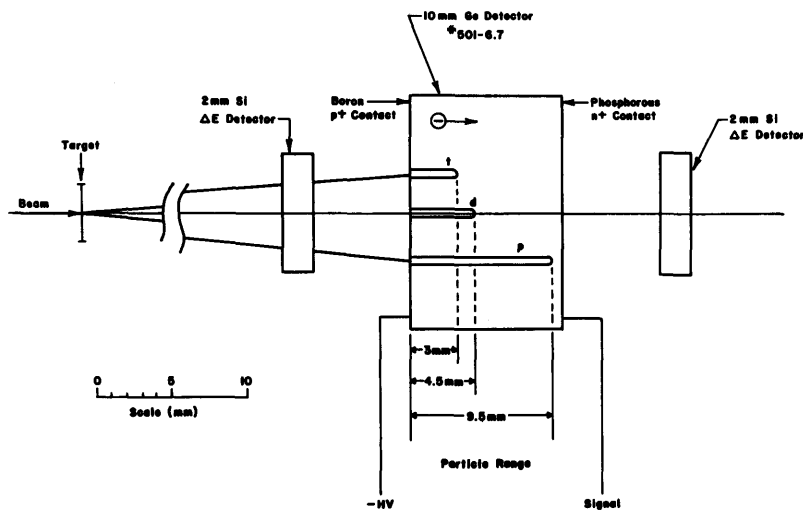 10mm Ge Detector
#501-6.7
Boron
p+ Contact
Phosphorous
n+ Contact
2mm Si
ΔE Detector
2mm Si
ΔE Detector
Target
Beam
t
d
p
3mm
4.5mm
9.5mm
0 5 10
Scale (mm)
Particle Range
-HV
Signal